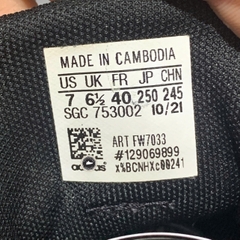 MADE IN CAMBODIA
US UK FR JP CHN
7 6½ 40 250 245
SGC 753002 10/21
ART FW7033
#129069899
adidas x%BCNHXc00241